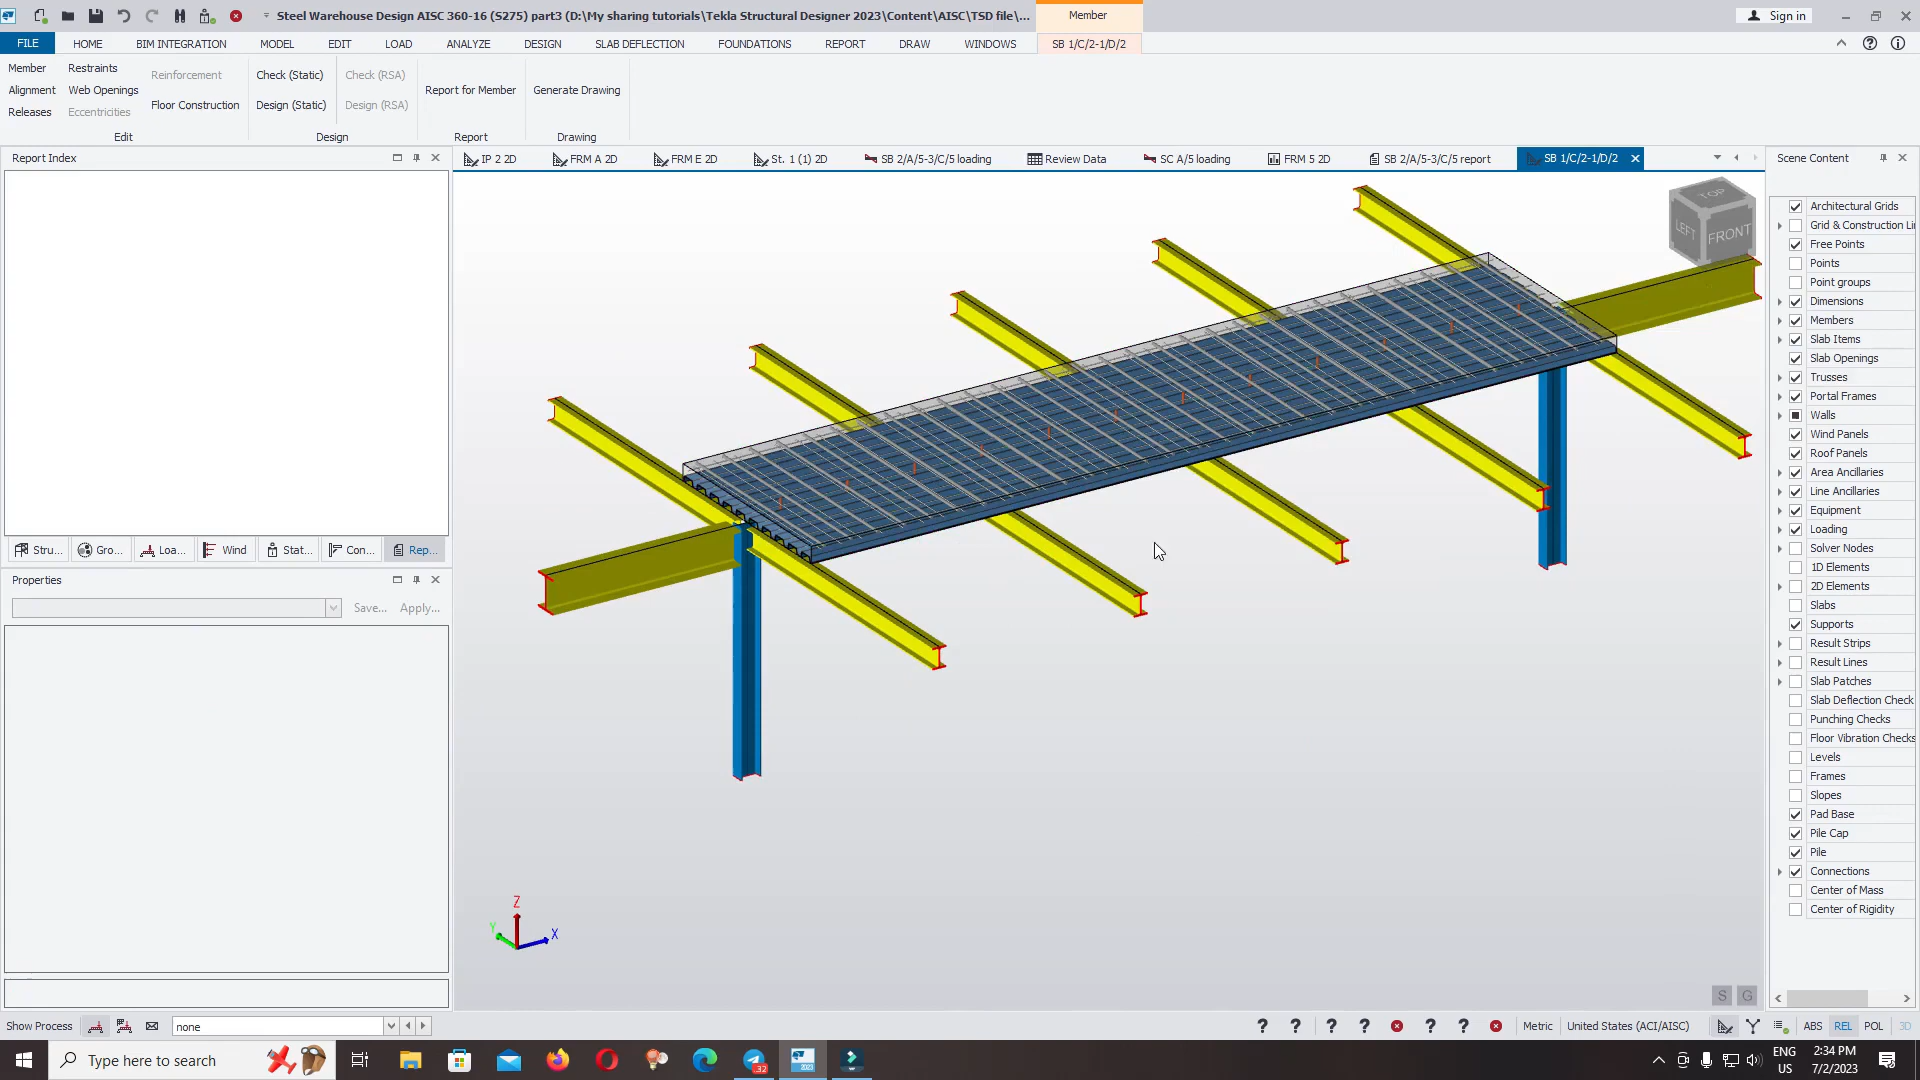 Steel Warehouse Design AISC 360-16 (S275) part3 (D:\My sharing tutorials\Tekla Structural Designer 2023\Content\AISC\TSD file\...
Member
Sign in
FILE
HOME
BIM INTEGRATION
MODEL
EDIT
LOAD
ANALYZE
DESIGN
SLAB DEFLECTION
FOUNDATIONS
REPORT
DRAW
WINDOWS
SB 1/C/2-1/D/2
Member
Restraints
Reinforcement
Check (Static)
Check (RSA)
Alignment
Web Openings
Report for Member
Generate Drawing
Floor Construction
Design (Static)
Design (RSA)
Releases
Eccentricities
Edit
Design
Report
Drawing
Report Index
IP 2 2D
FRM A 2D
FRM E 2D
St. 1 (1) 2D
SB 2/A/5-3/C/5 loading
Review Data
SC A/5 loading
FRM 5 2D
SB 2/A/5-3/C/5 report
SB 1/C/2-1/D/2
Scene Content
TOP
LEFT
FRONT
Architectural Grids
Grid & Construction Li
Free Points
Points
Point groups
Dimensions
Members
Slab Items
Slab Openings
Trusses
Portal Frames
Walls
Wind Panels
Roof Panels
Area Ancillaries
Line Ancillaries
Equipment
Loading
Solver Nodes
1D Elements
2D Elements
Slabs
Supports
Result Strips
Result Lines
Slab Patches
Slab Deflection Check
Punching Checks
Floor Vibration Checks
Levels
Frames
Slopes
Pad Base
Pile Cap
Pile
Connections
Center of Mass
Center of Rigidity
Stru...
Gro...
Loa...
Wind
Stat...
Con...
Rep...
Properties
Save...
Apply...
Z
Y
X
S
G
Show Process
none
Metric
United States (ACI/AISC)
ABS
REL
POL
3D
Type here to search
32
2023
ENG
US
2:34 PM
7/2/2023